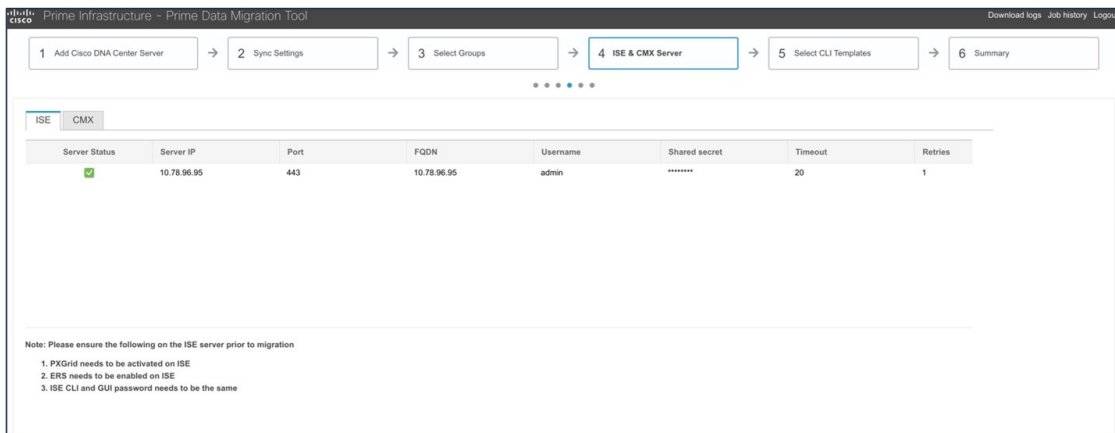 CISCO Prime Infrastructure - Prime Data Migration Tool Download logs Job history Logou
1 Add Cisco DNA Center Server → 2 Sync Settings → 3 Select Groups → 4 ISE & CMX Server → 5 Select CLI Templates → 6 Summary
ISE CMX
Server Status Server IP Port FQDN Username Shared secret Timeout Retries
10.78.96.95 443 10.78.96.95 admin ******** 20 1
Note: Please ensure the following on the ISE server prior to migration
1. PXGrid needs to be activated on ISE
2. ERS needs to be enabled on ISE
3. ISE CLI and GUI password needs to be the same